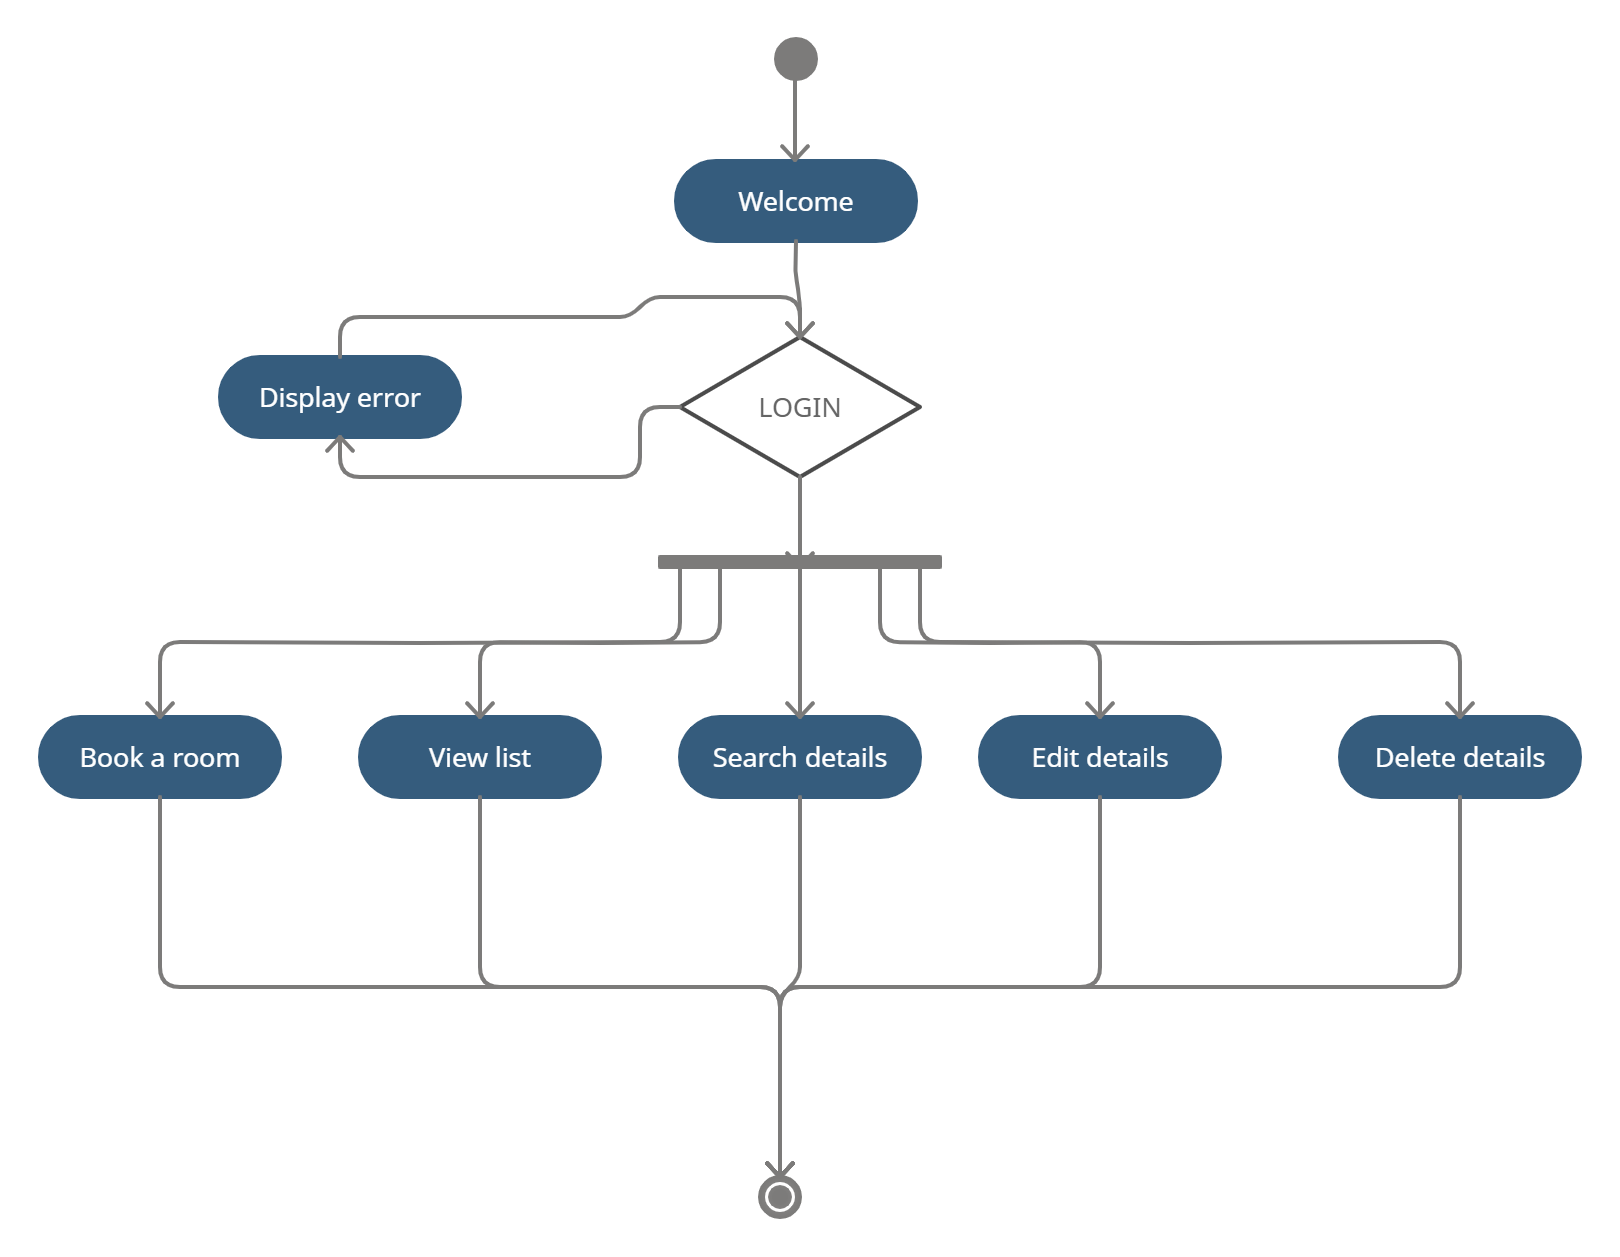 Welcome
Display error
LOGIN
Book a room
View list
Search details
Edit details
Delete details